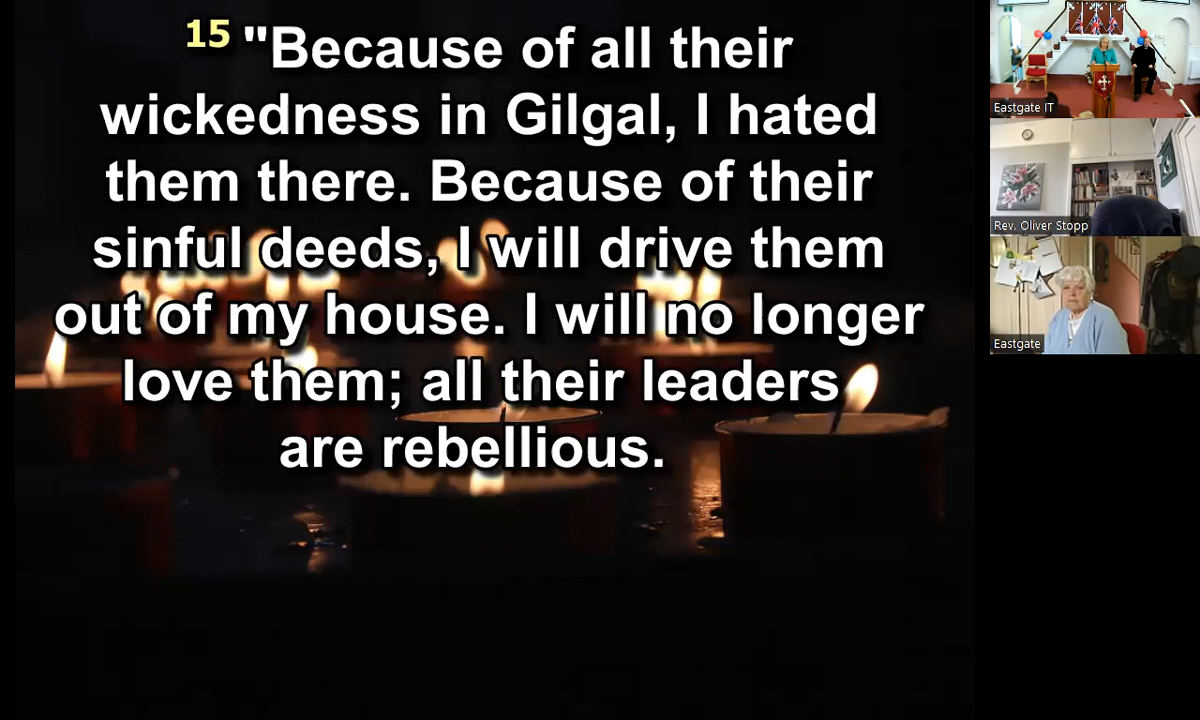 15 "Because of all their
wickedness in Gilgal, I hated
them there. Because of their
sinful deeds, I will drive them
out of my house. I will no longer
love them; all their leaders
are rebellious.
Eastgate IT
Rev. Oliver Stopp
Eastgate